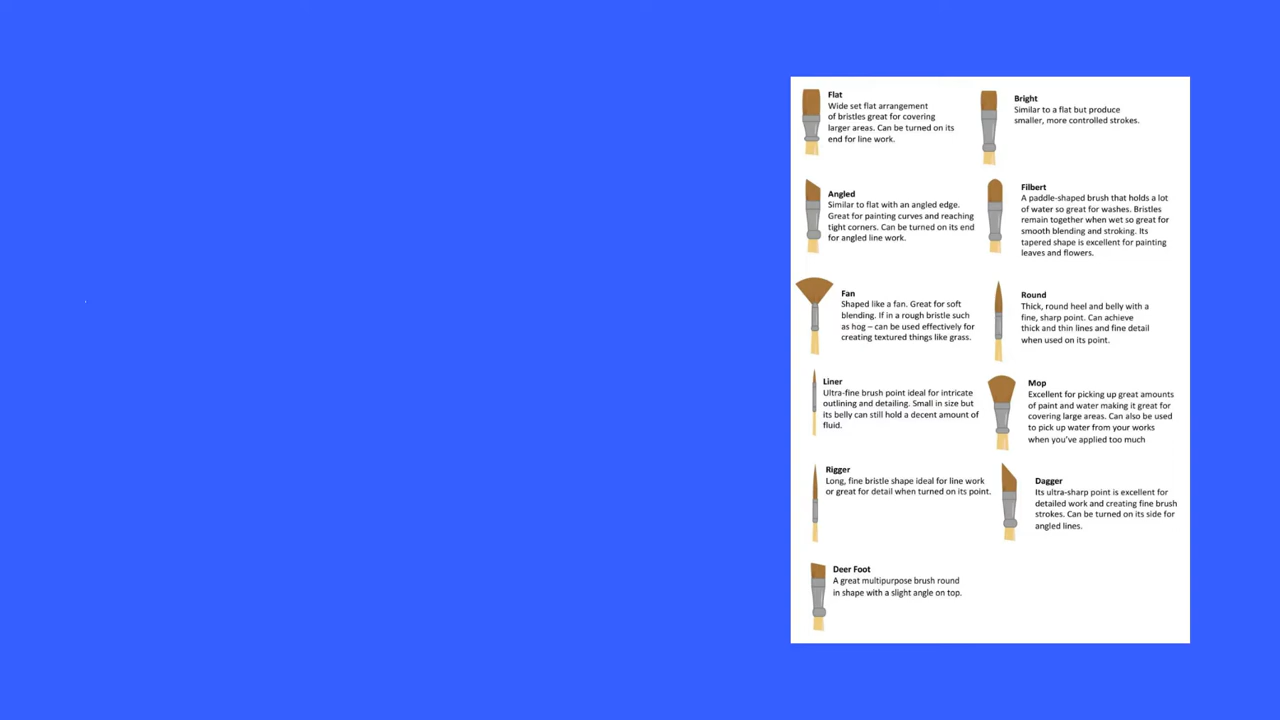 Flat
Wide set flat arrangement
of bristles great for covering
larger areas. Can be turned on its
end for line work.
Bright
Similar to a flat but produce
smaller, more controlled strokes.
Angled
Similar to flat with an angled edge.
Great for painting curves and reaching
tight corners. Can be turned on its end
for angled line work.
Filbert
A paddle-shaped brush that holds a lot
of water so great for washes. Bristles
remain together when wet so great for
smooth blending and stroking. Its
tapered shape is excellent for painting
leaves and flowers.
Fan
Shaped like a fan. Great for soft
blending. If in a rough bristle such
as hog – can be used effectively for
creating textured things like grass.
Round
Thick, round heel and belly with a
fine, sharp point. Can achieve
thick and thin lines and fine detail
when used on its point.
Liner
Ultra-fine brush point ideal for intricate
outlining and detailing. Small in size but
its belly can still hold a decent amount of
fluid.
Mop
Excellent for picking up great amounts
of paint and water making it great for
covering large areas. Can also be used
to pick up water from your works
when you've applied too much
Rigger
Long, fine bristle shape ideal for line work
or great for detail when turned on its point.
Dagger
Its ultra-sharp point is excellent for
detailed work and creating fine brush
strokes. Can be turned on its side for
angled lines.
Deer Foot
A great multipurpose brush round
in shape with a slight angle on top.